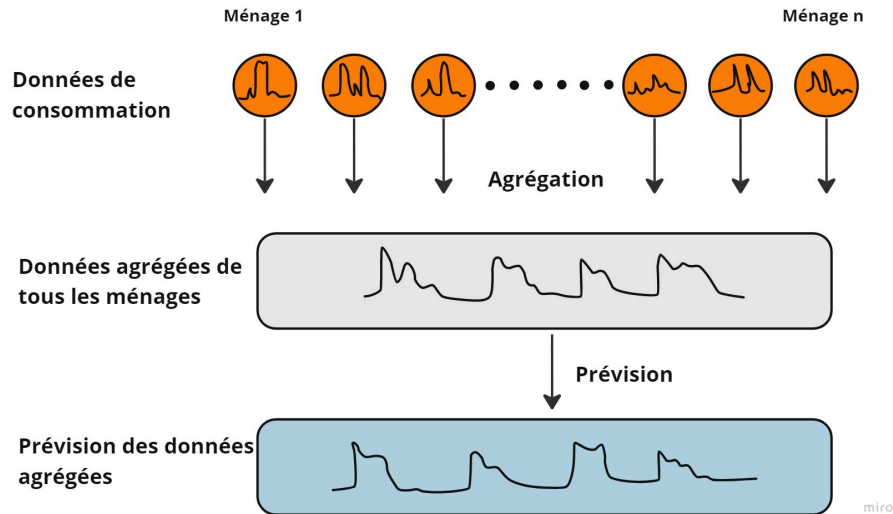 Ménage 1
Ménage n
Données de
consommation
Agrégation
Données agrégées de
tous les ménages
Prévision
Prévision des données
agrégées
miro